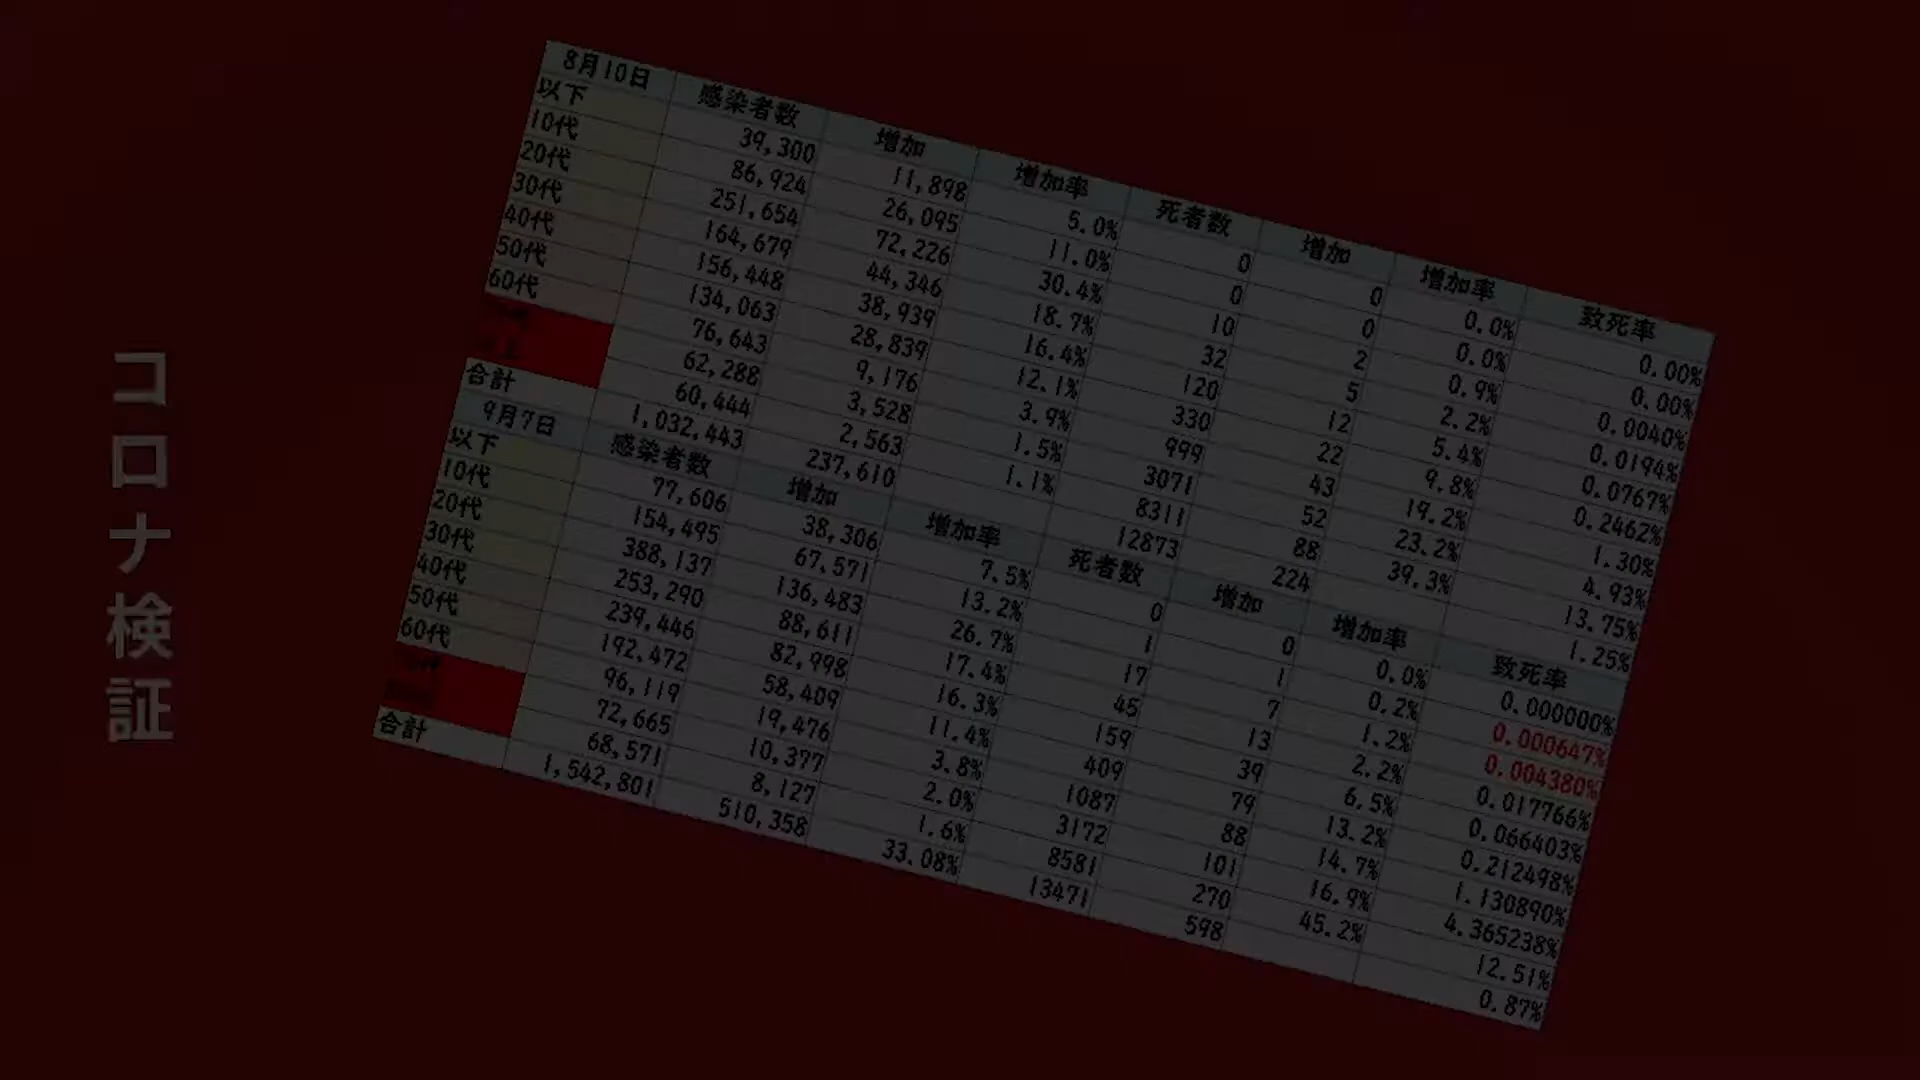 コロナ検証
8月10日 感染者数 増加 増加率 死者数 増加 増加率 致死率
以下 39,300 11,898 5.0% 0 0 0.0% 0.00%
10代 86,924 26,095 11.0% 0 0 0.0% 0.00%
20代 251,654 72,226 30.4% 10 2 0.9% 0.0040%
30代 164,679 44,346 18.7% 32 5 2.2% 0.0194%
40代 156,448 38,939 16.4% 120 12 5.4% 0.0767%
50代 134,063 28,839 12.1% 330 22 9.8% 0.2462%
60代 76,643 9,176 3.9% 999 43 19.2% 1.30%
62,288 3,528 1.5% 3071 52 23.2% 4.93%
60,444 2,563 1.1% 8311 88 39.3% 13.75%
合計 1,032,443 237,610 12873 224 1.25%
9月7日 感染者数 増加 増加率 死者数 増加 増加率 致死率
以下 77,606 38,306 7.5% 0 0 0.0% 0.000000%
10代 154,495 67,571 13.2% 1 1 0.2% 0.000647%
20代 388,137 136,483 26.7% 17 7 1.2% 0.004380%
30代 253,290 88,611 17.4% 45 13 2.2% 0.017766%
40代 239,446 82,998 16.3% 159 39 6.5% 0.066403%
50代 192,472 58,409 11.4% 409 79 13.2% 0.212498%
60代 96,119 19,476 3.8% 1087 88 14.7% 1.130890%
72,665 10,377 2.0% 3172 101 16.9% 4.365238%
68,571 8,127 1.6% 8581 270 45.2% 12.51%
合計 1,542,801 510,358 33.08% 13471 598 0.87%